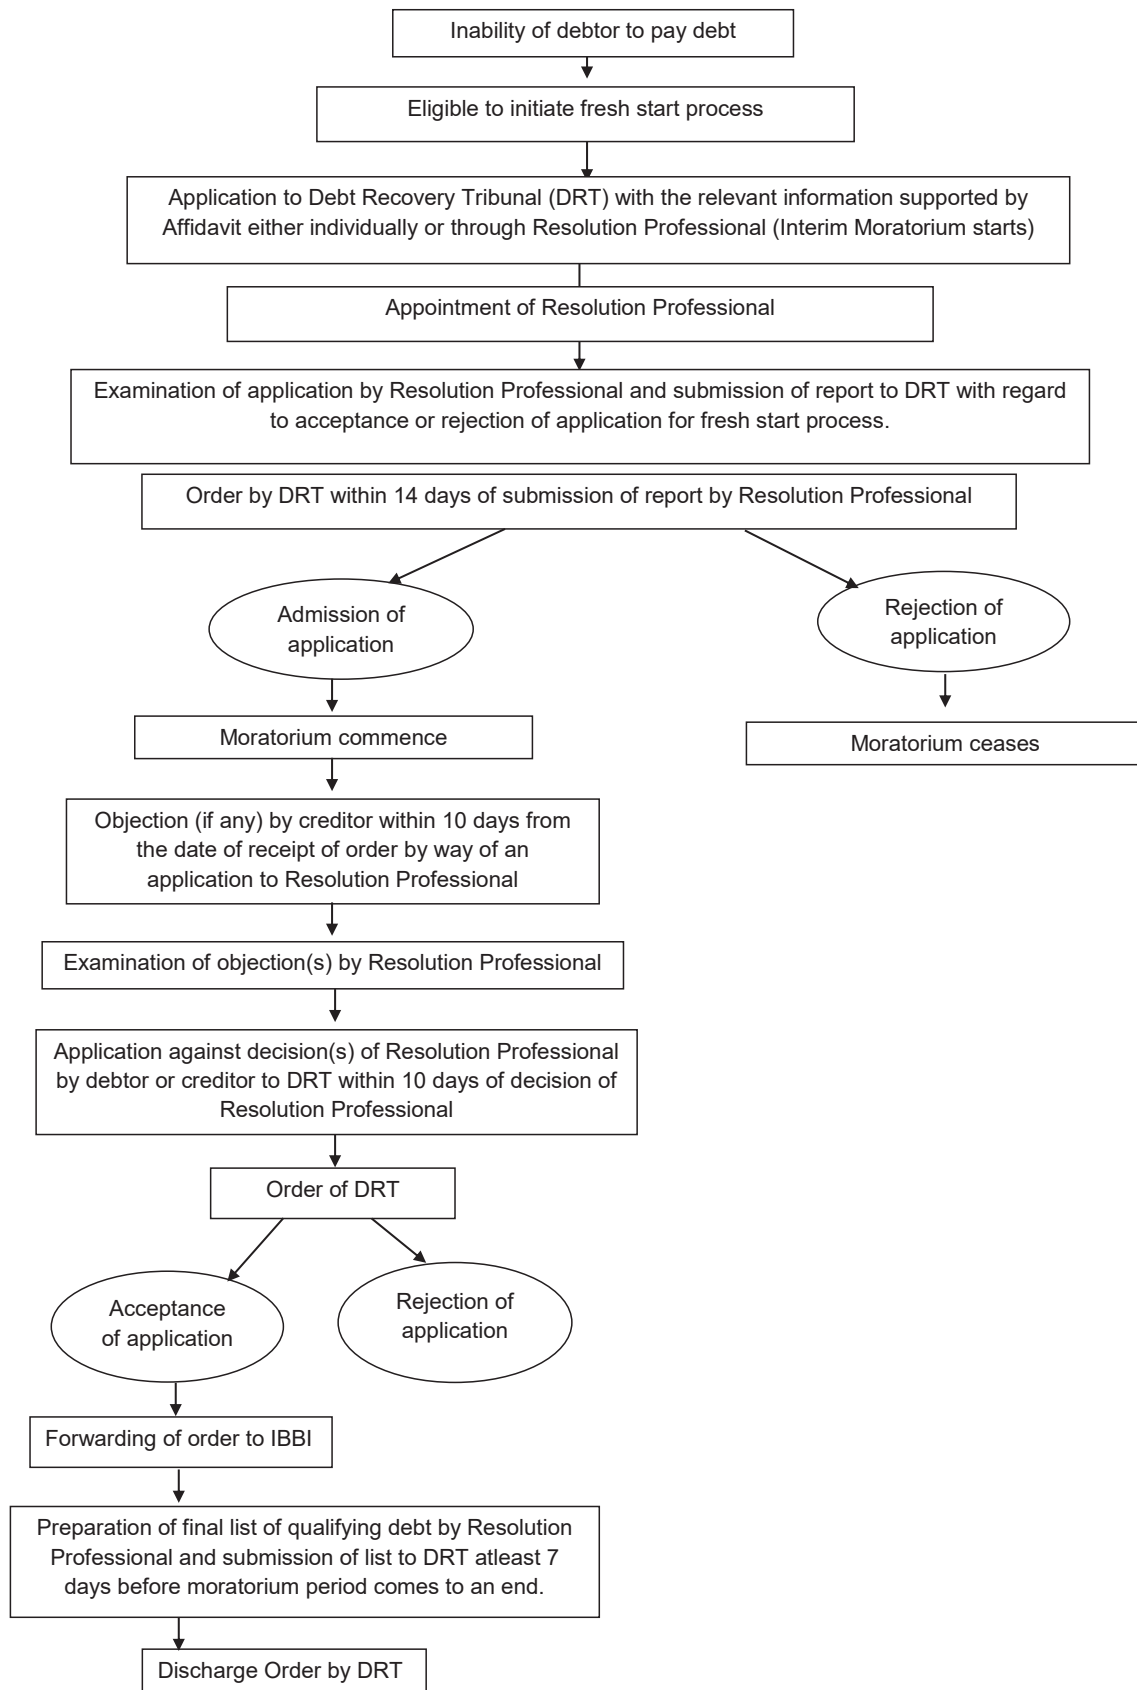 Inability of debtor to pay debt
Eligible to initiate fresh start process
Application to Debt Recovery Tribunal (DRT) with the relevant information supported by
Affidavit either individually or through Resolution Professional (Interim Moratorium starts)
Appointment of Resolution Professional
Examination of application by Resolution Professional and submission of report to DRT with regard
to acceptance or rejection of application for fresh start process.
Order by DRT within 14 days of submission of report by Resolution Professional
Admission of
application
Rejection of
application
Moratorium commence
Moratorium ceases
Objection (if any) by creditor within 10 days from
the date of receipt of order by way of an
application to Resolution Professional
Examination of objection(s) by Resolution Professional
Application against decision(s) of Resolution Professional
by debtor or creditor to DRT within 10 days of decision of
Resolution Professional
Order of DRT
Acceptance
of application
Rejection of
application
Forwarding of order to IBBI
Preparation of final list of qualifying debt by Resolution
Professional and submission of list to DRT atleast 7
days before moratorium period comes to an end.
Discharge Order by DRT